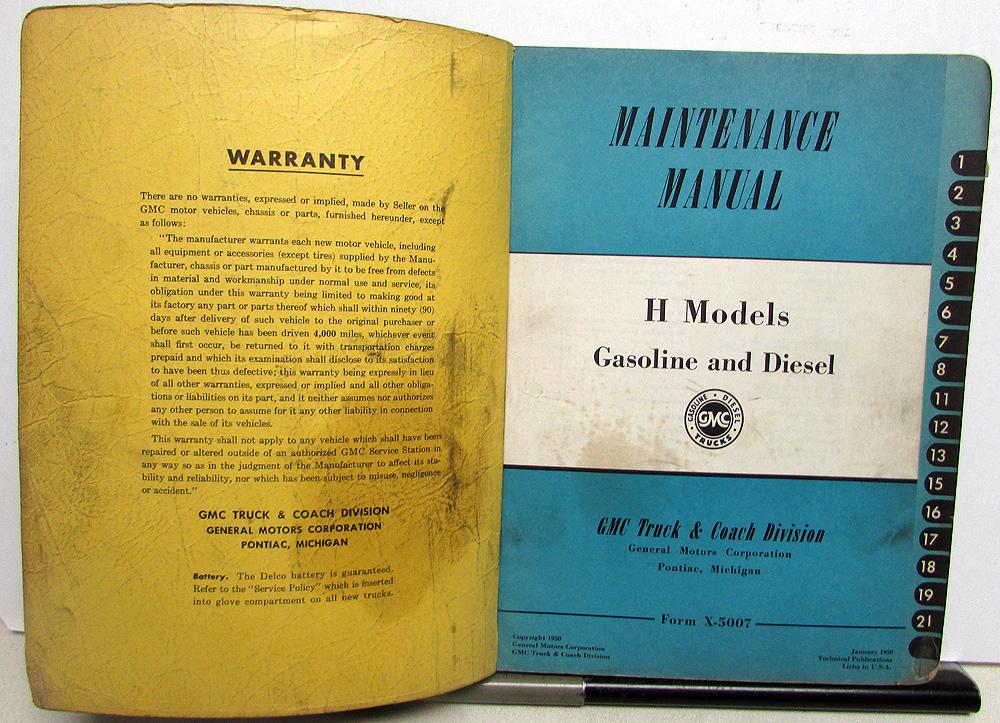 WARRANTY
There are no warranties, expressed or implied, made by Seller on the
GMC motor vehicles, chassis or parts, furnished hereunder, except
as follows:
"The manufacturer warrants each new motor vehicle, including
all equipment or accessories (except tires) supplied by the Manu-
facturer, chassis or part manufactured by it to be free from defects
in material and workmanship under normal use and service, its
obligation under this warranty being limited to making good at
its factory any part or parts thereof which shall within ninety (90)
days after delivery of such vehicle to the original purchaser or
before such vehicle has been driven 4,000 miles, whichever event
shall first occur, be returned to it with transportation charges
prepaid and which its examination shall disclose to its satisfaction
to have been thus defective; this warranty being expressly in lieu
of all other warranties, expressed or implied and all other obliga-
tions or liabilities on its part, and it neither assumes nor authorizes
any other person to assume for it any other liability in connection
with the sale of its vehicles.
This warranty shall not apply to any vehicle which shall have been
repaired or altered outside of an authorized GMC Service Station in
any way so as in the judgment of the Manufacturer to affect its sta-
bility and reliability, nor which has been subject to misuse, negligence
or accident."
GMC TRUCK & COACH DIVISION
GENERAL MOTORS CORPORATION
PONTIAC, MICHIGAN
Battery. The Delco battery is guaranteed.
Refer to the "Service Policy" which is inserted
into glove compartment on all new trucks.
MAINTENANCE
MANUAL
H Models
Gasoline and Diesel
GASOLINE • DIESEL
GMC
TRUCKS
GMC Truck & Coach Division
General Motors Corporation
Pontiac, Michigan
Form X-5007
Copyright 1950
General Motors Corporation
GMC Truck & Coach Division
January 1950
Technical Publications
Litho in U.S.A.
1
2
3
4
5
6
7
8
11
12
13
15
16
17
18
19
21